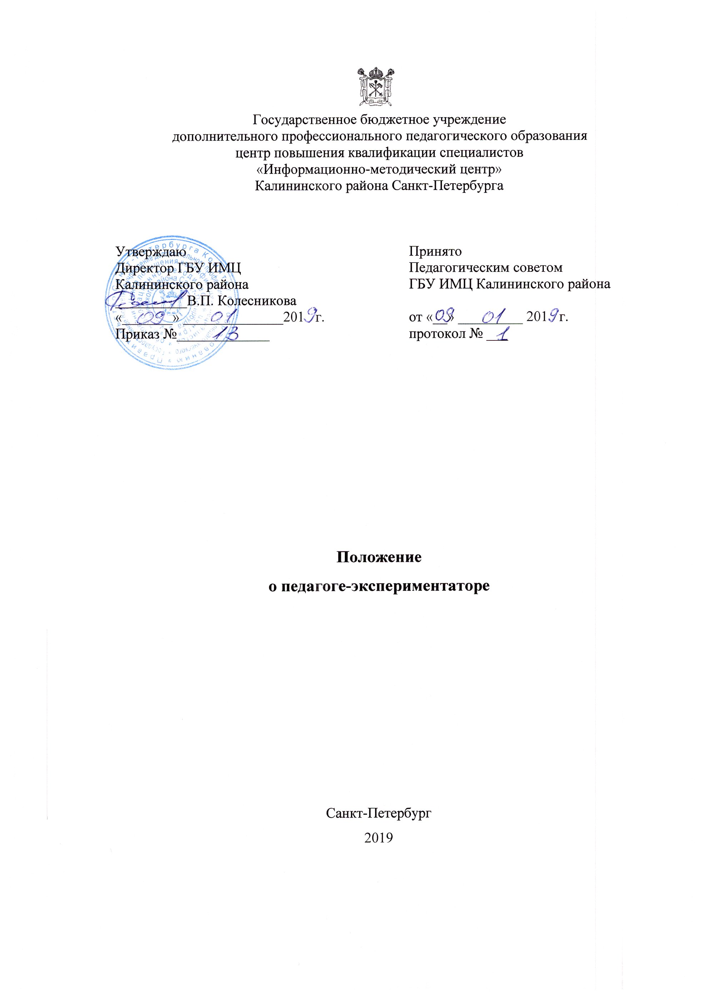 Государственное бюджетное учреждение
дополнительного профессионального педагогического образования
центр повышения квалификации специалистов
«Информационно-методический центр»
Калининского района Санкт-Петербурга
Утверждаю
Директор ГБУ ИМЦ
Калининского района
В.П. Колесникова
« 09 » 01 2019г.
Приказ № 13
Принято
Педагогическим советом
ГБУ ИМЦ Калининского района
от «09» 01 2019г.
протокол № 1
Положение
о педагоге-экспериментаторе
Санкт-Петербург
2019